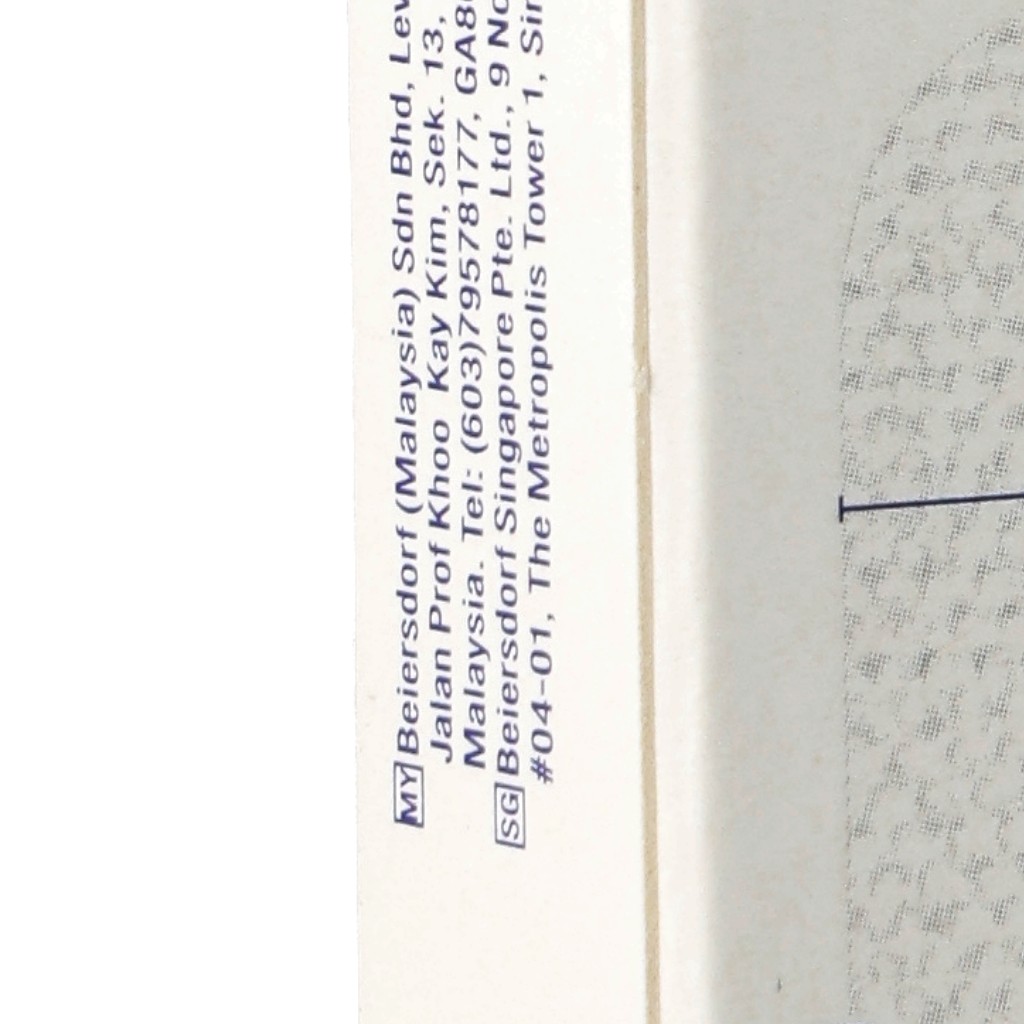 MY Beiersdorf (Malaysia) Sdn Bhd,
Jalan Prof Khoo Kay Kim, Sek. 13,
Malaysia. Tel: (603)79578177,
SG Beiersdorf Singapore Pte. Ltd., 9
#04-01, The Metropolis Tower 1,